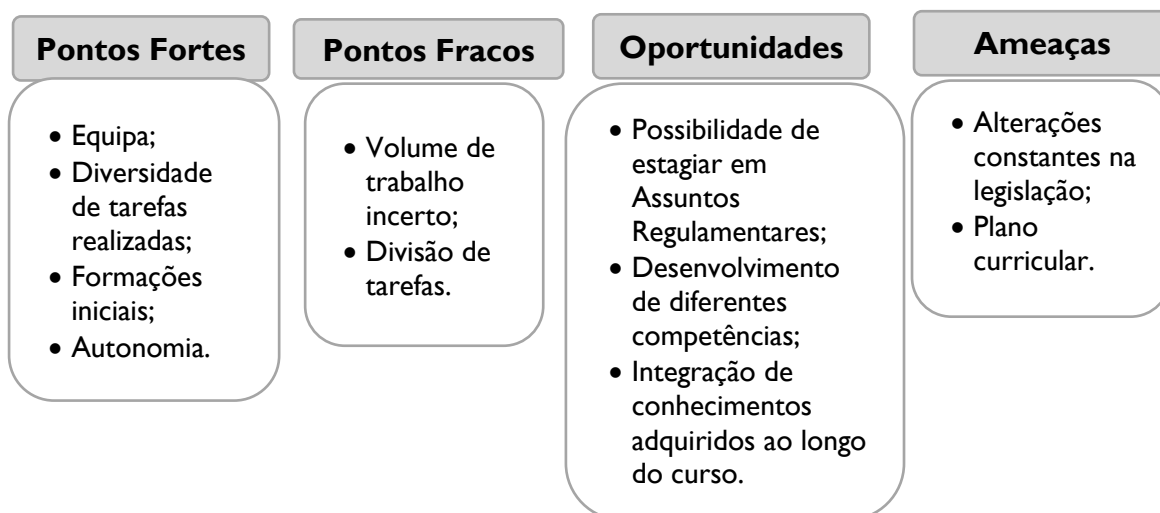 Pontos Fortes
• Equipa;
• Diversidade
de tarefas
realizadas;
• Formações
iniciais;
• Autonomia.
Pontos Fracos
• Volume de
trabalho
incerto;
• Divisão de
tarefas.
Oportunidades
• Possibilidade de
estagiar em
Assuntos
Regulamentares;
• Desenvolvimento
de diferentes
competências;
• Integração de
conhecimentos
adquiridos ao longo
do curso.
Ameaças
• Alterações
constantes na
legislação;
• Plano
curricular.